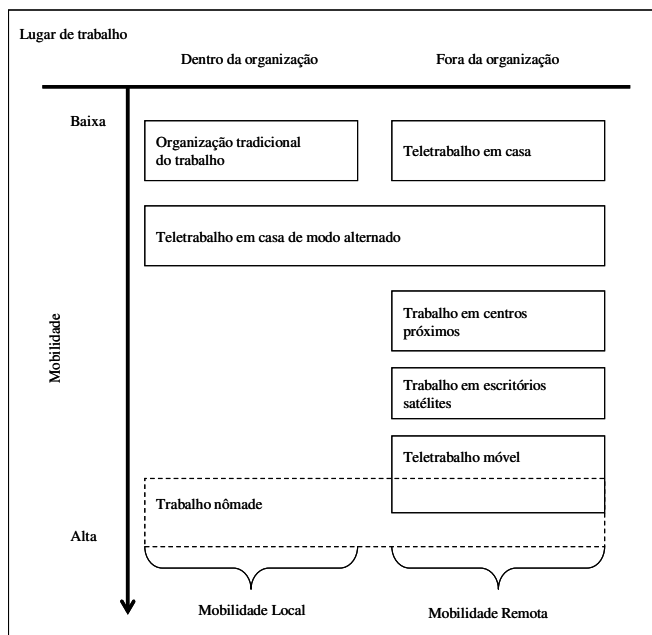 Lugar de trabalho
Dentro da organização
Fora da organização
Baixa
Organização tradicional
do trabalho
Teletrabalho em casa
Teletrabalho em casa de modo alternado
Mobilidade
Trabalho em centros
próximos
Trabalho em escritórios
satélites
Teletrabalho móvel
Trabalho nômade
Alta
Mobilidade Local
Mobilidade Remota